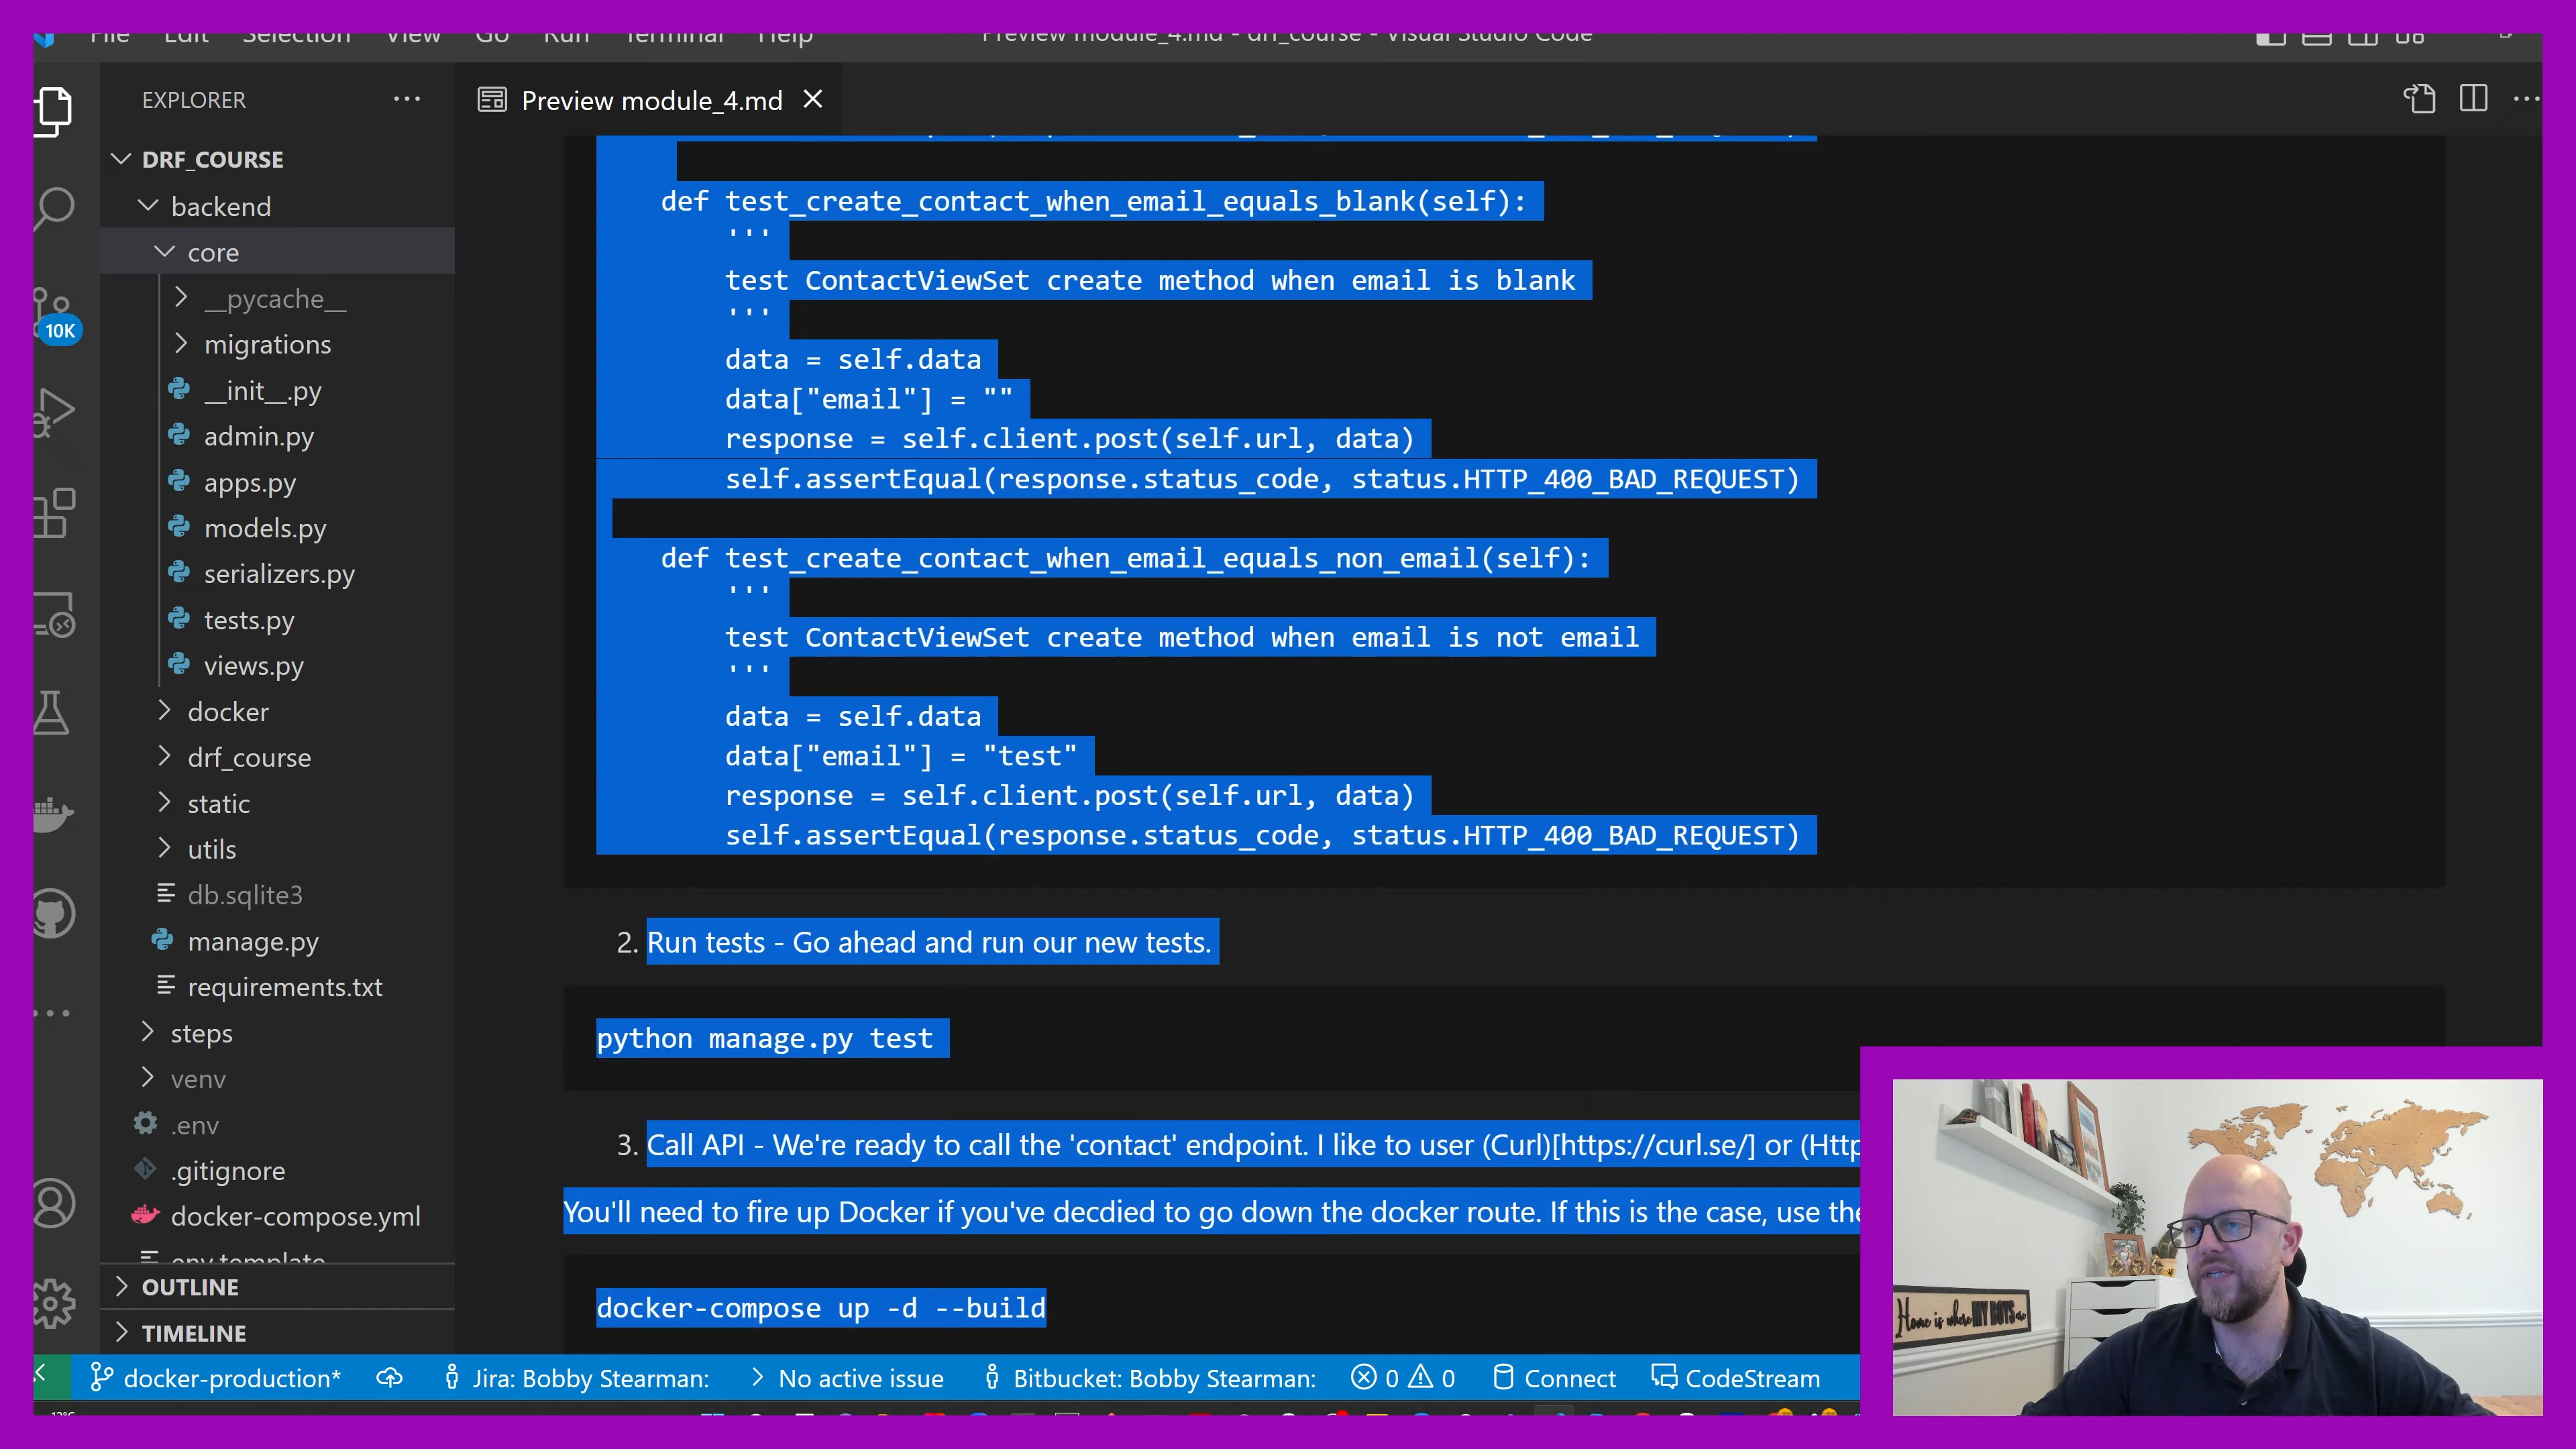 File Edit Selection View Go Run Terminal Help
Preview module_4.md - drf_course - Visual Studio Code
EXPLORER
Preview module_4.md
DRF_COURSE
backend
core
__pycache__
migrations
__init__.py
admin.py
apps.py
models.py
serializers.py
tests.py
views.py
docker
drf_course
static
utils
db.sqlite3
manage.py
requirements.txt
steps
venv
.env
.gitignore
docker-compose.yml
env.template
OUTLINE
TIMELINE
10K
def test_create_contact_when_email_equals_blank(self):
'''
test ContactViewSet create method when email is blank
'''
data = self.data
data["email"] = ""
response = self.client.post(self.url, data)
self.assertEqual(response.status_code, status.HTTP_400_BAD_REQUEST)
def test_create_contact_when_email_equals_non_email(self):
'''
test ContactViewSet create method when email is not email
'''
data = self.data
data["email"] = "test"
response = self.client.post(self.url, data)
self.assertEqual(response.status_code, status.HTTP_400_BAD_REQUEST)
2. Run tests - Go ahead and run our new tests.
python manage.py test
3. Call API - We're ready to call the 'contact' endpoint. I like to user (Curl)[https://curl.se/] or (Http
You'll need to fire up Docker if you've decdied to go down the docker route. If this is the case, use the
docker-compose up -d --build
Home is where MY BOYS are
docker-production* Jira: Bobby Stearman: No active issue Bitbucket: Bobby Stearman: 0 0 Connect CodeStream
12°C